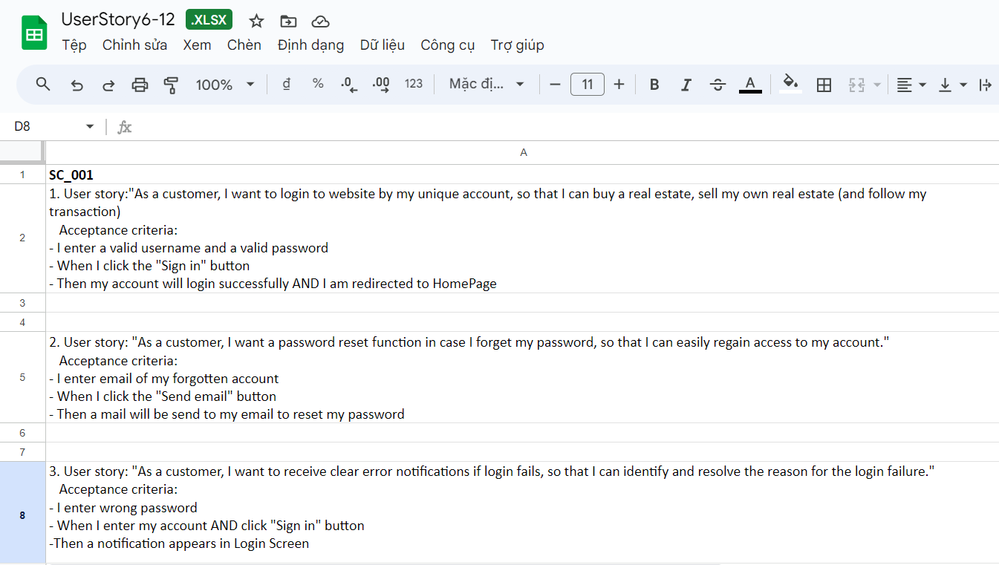 UserStory6-12 .XLSX
Tệp Chỉnh sửa Xem Chèn Định dạng Dữ liệu Công cụ Trợ giúp
100% đ % .0 .00 123 Mặc đị... 11 B I S A
D8 fx
A
1 SC_001
2 1. User story:"As a customer, I want to login to website by my unique account, so that I can buy a real estate, sell my own real estate (and follow my
transaction)
Acceptance criteria:
- I enter a valid username and a valid password
- When I click the "Sign in" button
- Then my account will login successfully AND I am redirected to HomePage
3
4
5 2. User story: "As a customer, I want a password reset function in case I forget my password, so that I can easily regain access to my account."
Acceptance criteria:
- I enter email of my forgotten account
- When I click the "Send email" button
- Then a mail will be send to my email to reset my password
6
7
8 3. User story: "As a customer, I want to receive clear error notifications if login fails, so that I can identify and resolve the reason for the login failure."
Acceptance criteria:
- I enter wrong password
- When I enter my account AND click "Sign in" button
-Then a notification appears in Login Screen